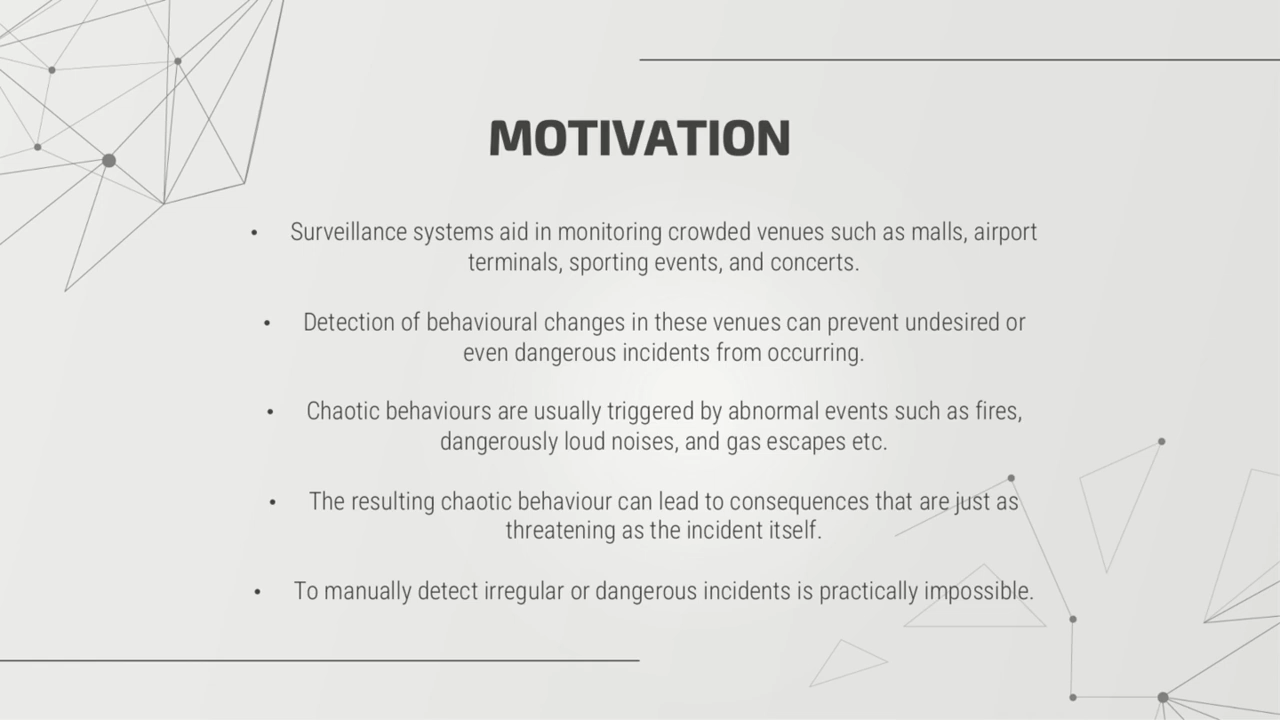 MOTIVATION
• Surveillance systems aid in monitoring crowded venues such as malls, airport
terminals, sporting events, and concerts.
• Detection of behavioural changes in these venues can prevent undesired or
even dangerous incidents from occurring.
• Chaotic behaviours are usually triggered by abnormal events such as fires,
dangerously loud noises, and gas escapes etc.
• The resulting chaotic behaviour can lead to consequences that are just as
threatening as the incident itself.
• To manually detect irregular or dangerous incidents is practically impossible.